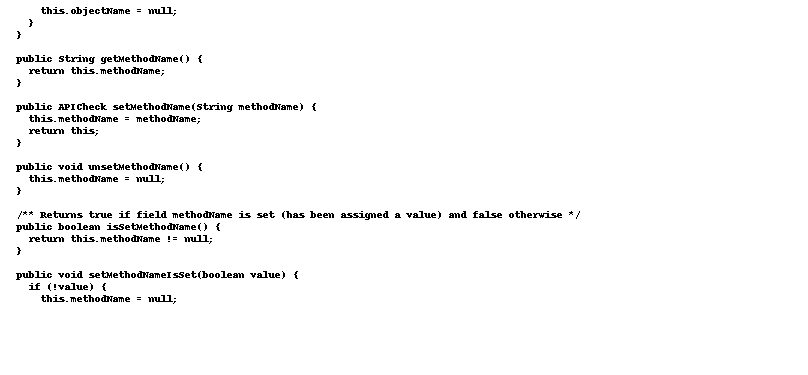 this.objectName = null;
    }
  }

  public String getMethodName() {
    return this.methodName;
  }

  public APICheck setMethodName(String methodName) {
    this.methodName = methodName;
    return this;
  }

  public void unsetMethodName() {
    this.methodName = null;
  }

  /** Returns true if field methodName is set (has been assigned a value) and false otherwise */
  public boolean isSetMethodName() {
    return this.methodName != null;
  }

  public void setMethodNameIsSet(boolean value) {
    if (!value) {
      this.methodName = null;